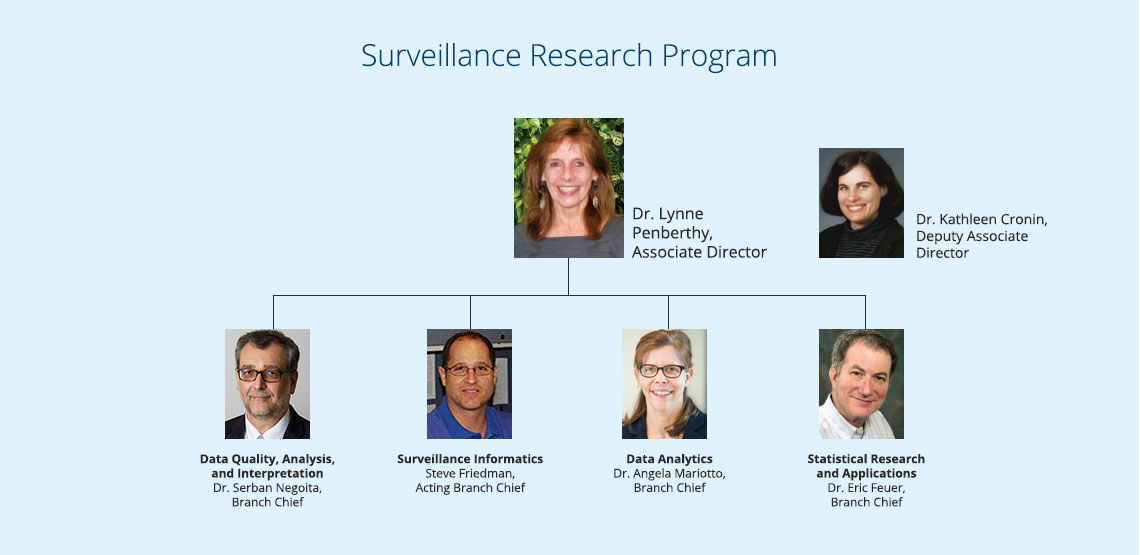 Surveillance Research Program
Dr. Lynne
Penberthy,
Associate Director
Dr. Kathleen Cronin,
Deputy Associate
Director
Data Quality, Analysis,
and Interpretation
Dr. Serban Negoita,
Branch Chief
Surveillance Informatics
Steve Friedman,
Acting Branch Chief
Data Analytics
Dr. Angela Mariotto,
Branch Chief
Statistical Research
and Applications
Dr. Eric Feuer,
Branch Chief